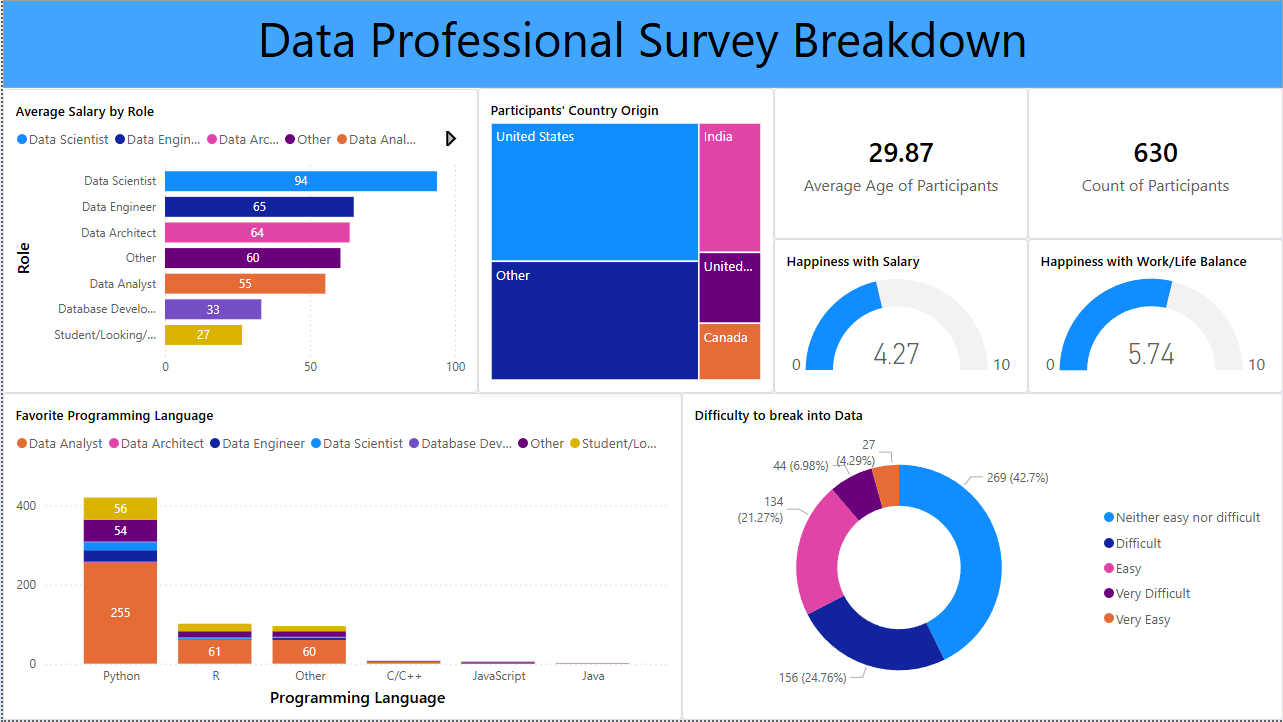 Data Professional Survey Breakdown
Average Salary by Role
Data Scientist Data Engin... Data Arc... Other Data Anal...
Role
Data Scientist 94
Data Engineer 65
Data Architect 64
Other 60
Data Analyst 55
Database Develo... 33
Student/Looking/... 27
0 50 100
Participants' Country Origin
United States
India
Other
United...
Canada
29.87
Average Age of Participants
630
Count of Participants
Happiness with Salary
0 4.27 10
Happiness with Work/Life Balance
0 5.74 10
Favorite Programming Language
Data Analyst Data Architect Data Engineer Data Scientist Database Dev... Other Student/Lo...
400
200
0
56
54
255
61
60
Python R Other C/C++ JavaScript Java
Programming Language
Difficulty to break into Data
27
(4.29%)
44 (6.98%)
269 (42.7%)
134
(21.27%)
156 (24.76%)
Neither easy nor difficult
Difficult
Easy
Very Difficult
Very Easy